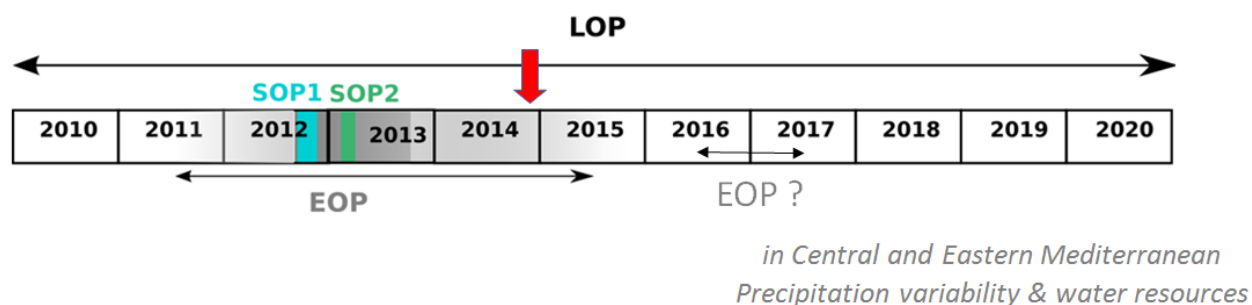 LOP
SOP1 SOP2
2010 2011 2012 2013 2014 2015 2016 2017 2018 2019 2020
EOP
EOP ?
in Central and Eastern Mediterranean
Precipitation variability & water resources